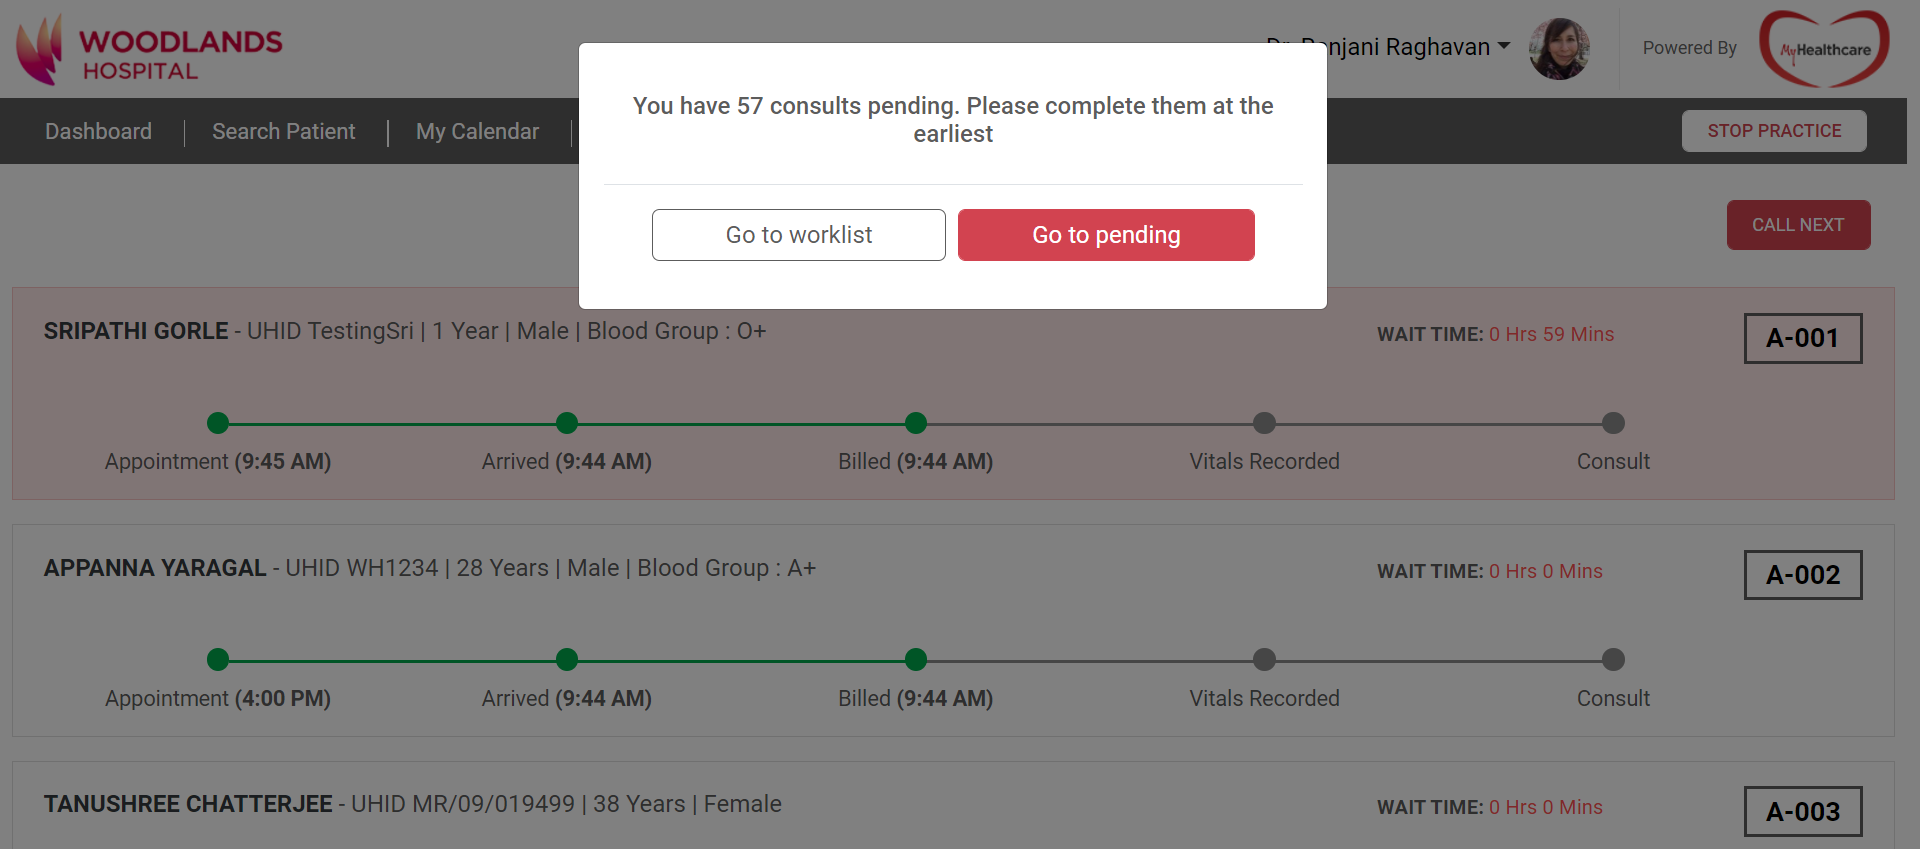 WOODLANDS
HOSPITAL
Dr. Ranjani Raghavan
Powered By
MyHealthcare
Dashboard
Search Patient
My Calendar
STOP PRACTICE
You have 57 consults pending. Please complete them at the
earliest
Go to worklist
Go to pending
CALL NEXT
SRIPATHI GORLE - UHID TestingSri | 1 Year | Male | Blood Group : O+
WAIT TIME: 0 Hrs 59 Mins
A-001
Appointment (9:45 AM)
Arrived (9:44 AM)
Billed (9:44 AM)
Vitals Recorded
Consult
APPANNA YARAGAL - UHID WH1234 | 28 Years | Male | Blood Group : A+
WAIT TIME: 0 Hrs 0 Mins
A-002
Appointment (4:00 PM)
Arrived (9:44 AM)
Billed (9:44 AM)
Vitals Recorded
Consult
TANUSHREE CHATTERJEE - UHID MR/09/019499 | 38 Years | Female
WAIT TIME: 0 Hrs 0 Mins
A-003